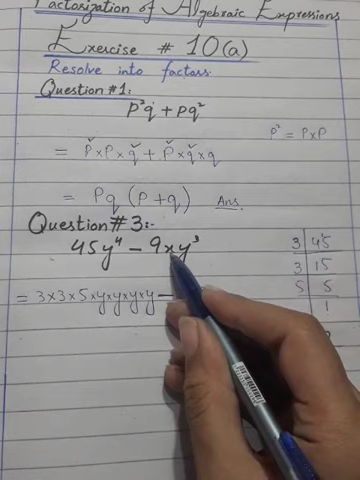 Factorization of Algebraic Expressions
Exercise # 10(a)
Resolve into factors.
Question #1:
p²q + pq²
p² = p×p
= p×p×q + p×q×q
= pq (p+q) Ans.
Question #3:-
45y⁴ - 9xy³
3 | 45
3 | 15
5 | 5
1
= 3×3×5×y×y×y×y -